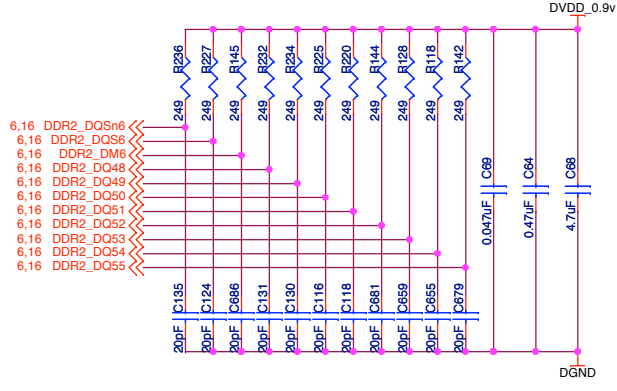 DVDD_0.9v
R236 R227 R145 R232 R234 R225 R220 R144 R128 R118 R142
249 249 249 249 249 249 249 249 249 249 249
6,16 DDR2_DQSn6
6,16 DDR2_DQS6
6,16 DDR2_DM6
6,16 DDR2_DQ48
6,16 DDR2_DQ49
6,16 DDR2_DQ50
6,16 DDR2_DQ51
6,16 DDR2_DQ52
6,16 DDR2_DQ53
6,16 DDR2_DQ54
6,16 DDR2_DQ55
C69 C64 C68
0.047uF 0.47uF 4.7uF
C135 C124 C686 C131 C130 C116 C118 C681 C659 C655 C679
20pF 20pF 20pF 20pF 20pF 20pF 20pF 20pF 20pF 20pF 20pF
DGND